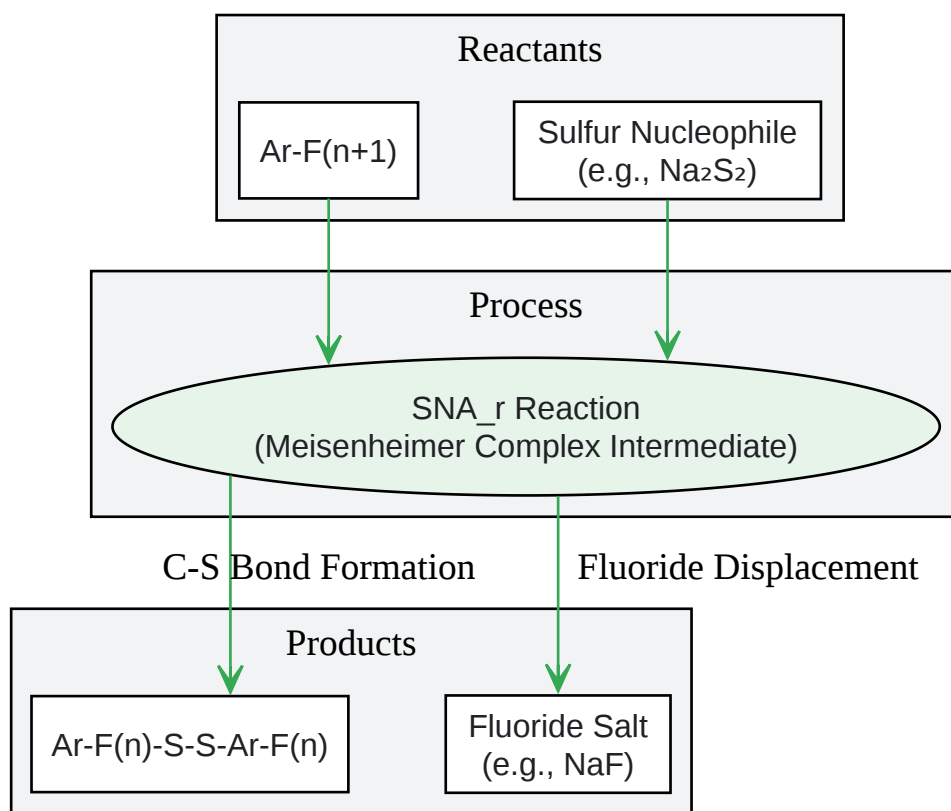 Reactants
Ar-F(n+1)
Sulfur Nucleophile
(e.g., Na₂S₂)
Process
SNA_r Reaction
(Meisenheimer Complex Intermediate)
C-S Bond Formation
Fluoride Displacement
Products
Ar-F(n)-S-S-Ar-F(n)
Fluoride Salt
(e.g., NaF)